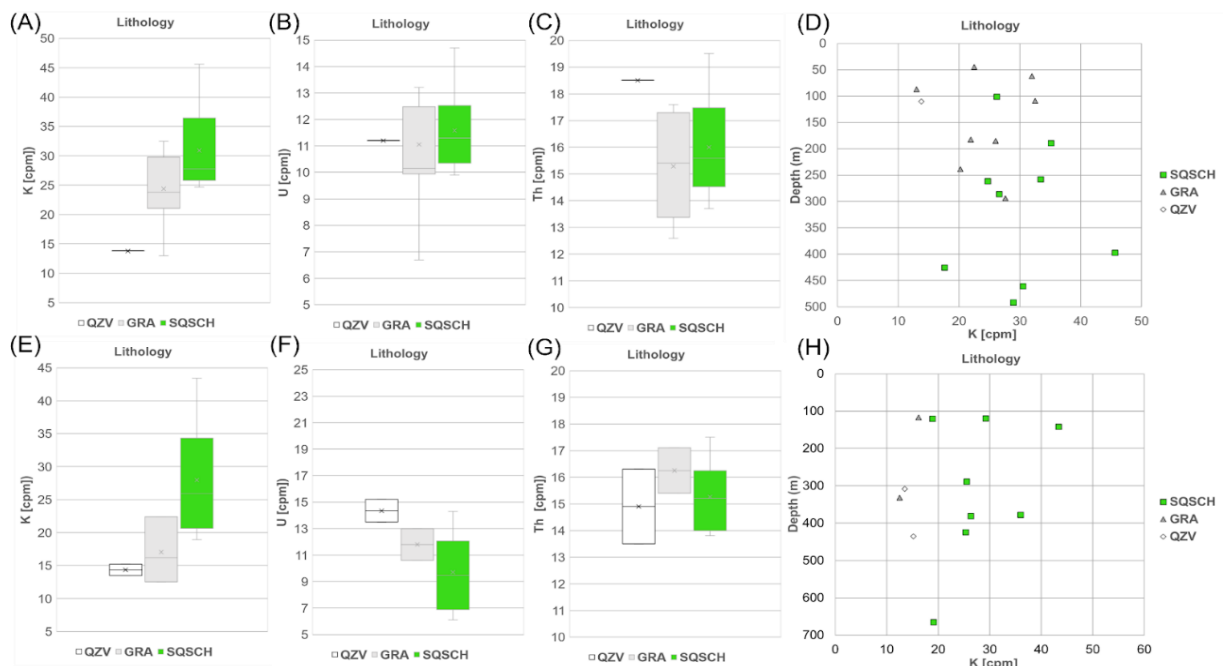 (A)
Lithology
K [cpm]
50
45
40
35
30
25
20
15
10
5
QZV GRA SQSCH
(B)
Lithology
U [cpm]
15
14
13
12
11
10
9
8
7
6
5
QZV GRA SQSCH
(C)
Lithology
Th [cpm]
20
19
18
17
16
15
14
13
12
11
10
QZV GRA SQSCH
(D)
Lithology
Depth (m)
0
50
100
150
200
250
300
350
400
450
500
0 10 20 30 40 50
K [cpm]
SQSCH
GRA
QZV
(E)
Lithology
K [cpm]
45
40
35
30
25
20
15
10
5
QZV GRA SQSCH
(F)
Lithology
U [cpm]
25
23
21
19
17
15
13
11
9
7
5
QZV GRA SQSCH
(G)
Lithology
Th [cpm])
20
19
18
17
16
15
14
13
12
11
10
QZV GRA SQSCH
(H)
Lithology
Depth (m)
0
100
200
300
400
500
600
700
0 10 20 30 40 50 60
K [cpm]
SQSCH
GRA
QZV